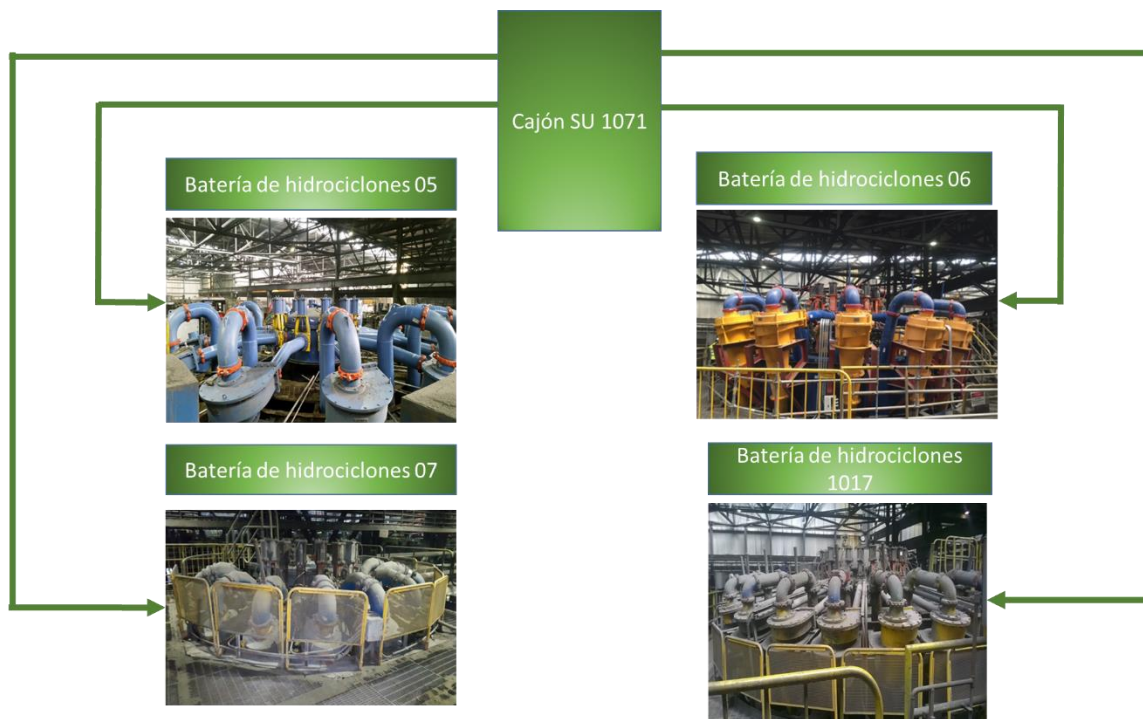 Cajón SU 1071
Batería de hidrociclones 05
Batería de hidrociclones 06
Batería de hidrociclones 07
Batería de hidrociclones
1017